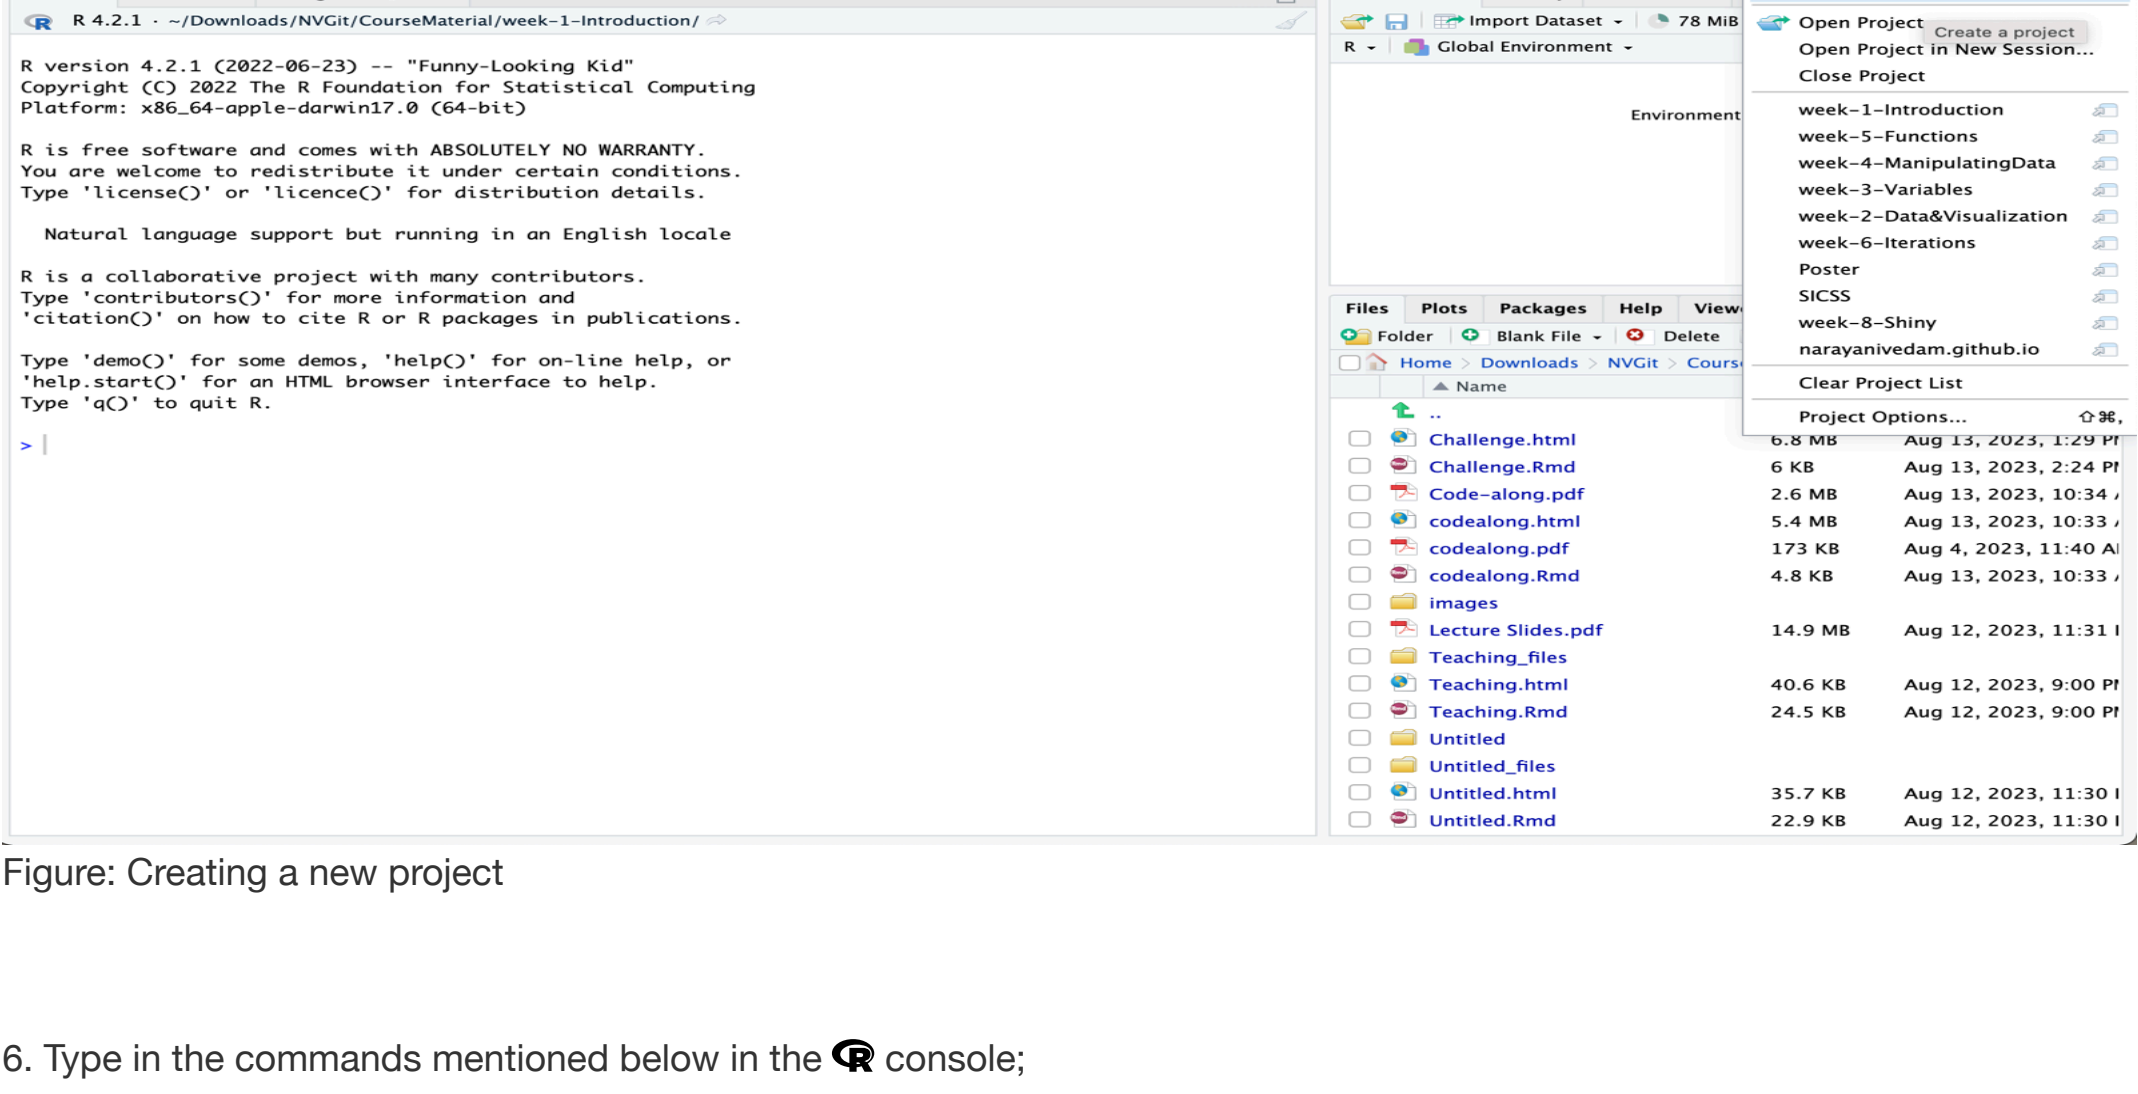 R 4.2.1 · ~/Downloads/NVGit/CourseMaterial/week-1-Introduction/
R version 4.2.1 (2022-06-23) -- "Funny-Looking Kid"
Copyright (C) 2022 The R Foundation for Statistical Computing
Platform: x86_64-apple-darwin17.0 (64-bit)
R is free software and comes with ABSOLUTELY NO WARRANTY.
You are welcome to redistribute it under certain conditions.
Type 'license()' or 'licence()' for distribution details.
Natural language support but running in an English locale
R is a collaborative project with many contributors.
Type 'contributors()' for more information and
'citation()' on how to cite R or R packages in publications.
Type 'demo()' for some demos, 'help()' for on-line help, or
'help.start()' for an HTML browser interface to help.
Type 'q()' to quit R.
>
Import Dataset 78 MiB
R Global Environment
Environment
Open Project
Create a project
Open Project in New Session...
Close Project
week-1-Introduction
week-5-Functions
week-4-ManipulatingData
week-3-Variables
week-2-Data&Visualization
week-6-Iterations
Poster
SICSS
week-8-Shiny
narayanivedam.github.io
Clear Project List
Project Options... ⇧⌘,
Files Plots Packages Help View
Folder Blank File Delete
Home > Downloads > NVGit > Cours
Name
..
Challenge.html 6.8 MB Aug 13, 2023, 1:29 P
Challenge.Rmd 6 KB Aug 13, 2023, 2:24 P
Code-along.pdf 2.6 MB Aug 13, 2023, 10:34
codealong.html 5.4 MB Aug 13, 2023, 10:33
codealong.pdf 173 KB Aug 4, 2023, 11:40 A
codealong.Rmd 4.8 KB Aug 13, 2023, 10:33
images
Lecture Slides.pdf 14.9 MB Aug 12, 2023, 11:31
Teaching_files
Teaching.html 40.6 KB Aug 12, 2023, 9:00 P
Teaching.Rmd 24.5 KB Aug 12, 2023, 9:00 P
Untitled
Untitled_files
Untitled.html 35.7 KB Aug 12, 2023, 11:30
Untitled.Rmd 22.9 KB Aug 12, 2023, 11:30
Figure: Creating a new project
6. Type in the commands mentioned below in the R console;